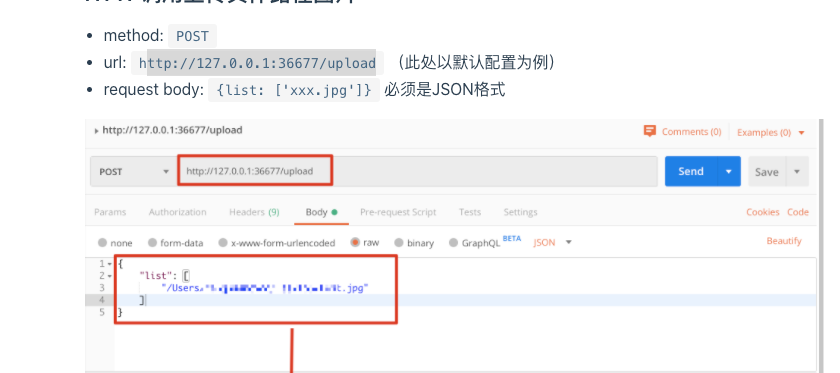 method: POST
url: http://127.0.0.1:36677/upload （此处以默认配置为例）
request body: {list: ['xxx.jpg']} 必须是JSON格式
http://127.0.0.1:36677/upload
Comments (0) Examples (0)
POST http://127.0.0.1:36677/upload Send Save
Params Authorization Headers (9) Body Pre-request Script Tests Settings Cookies Code
none form-data x-www-form-urlencoded raw binary GraphQL BETA JSON Beautify
1 {
2 "list": [
3 "/Users .jpg"
4 ]
5 }